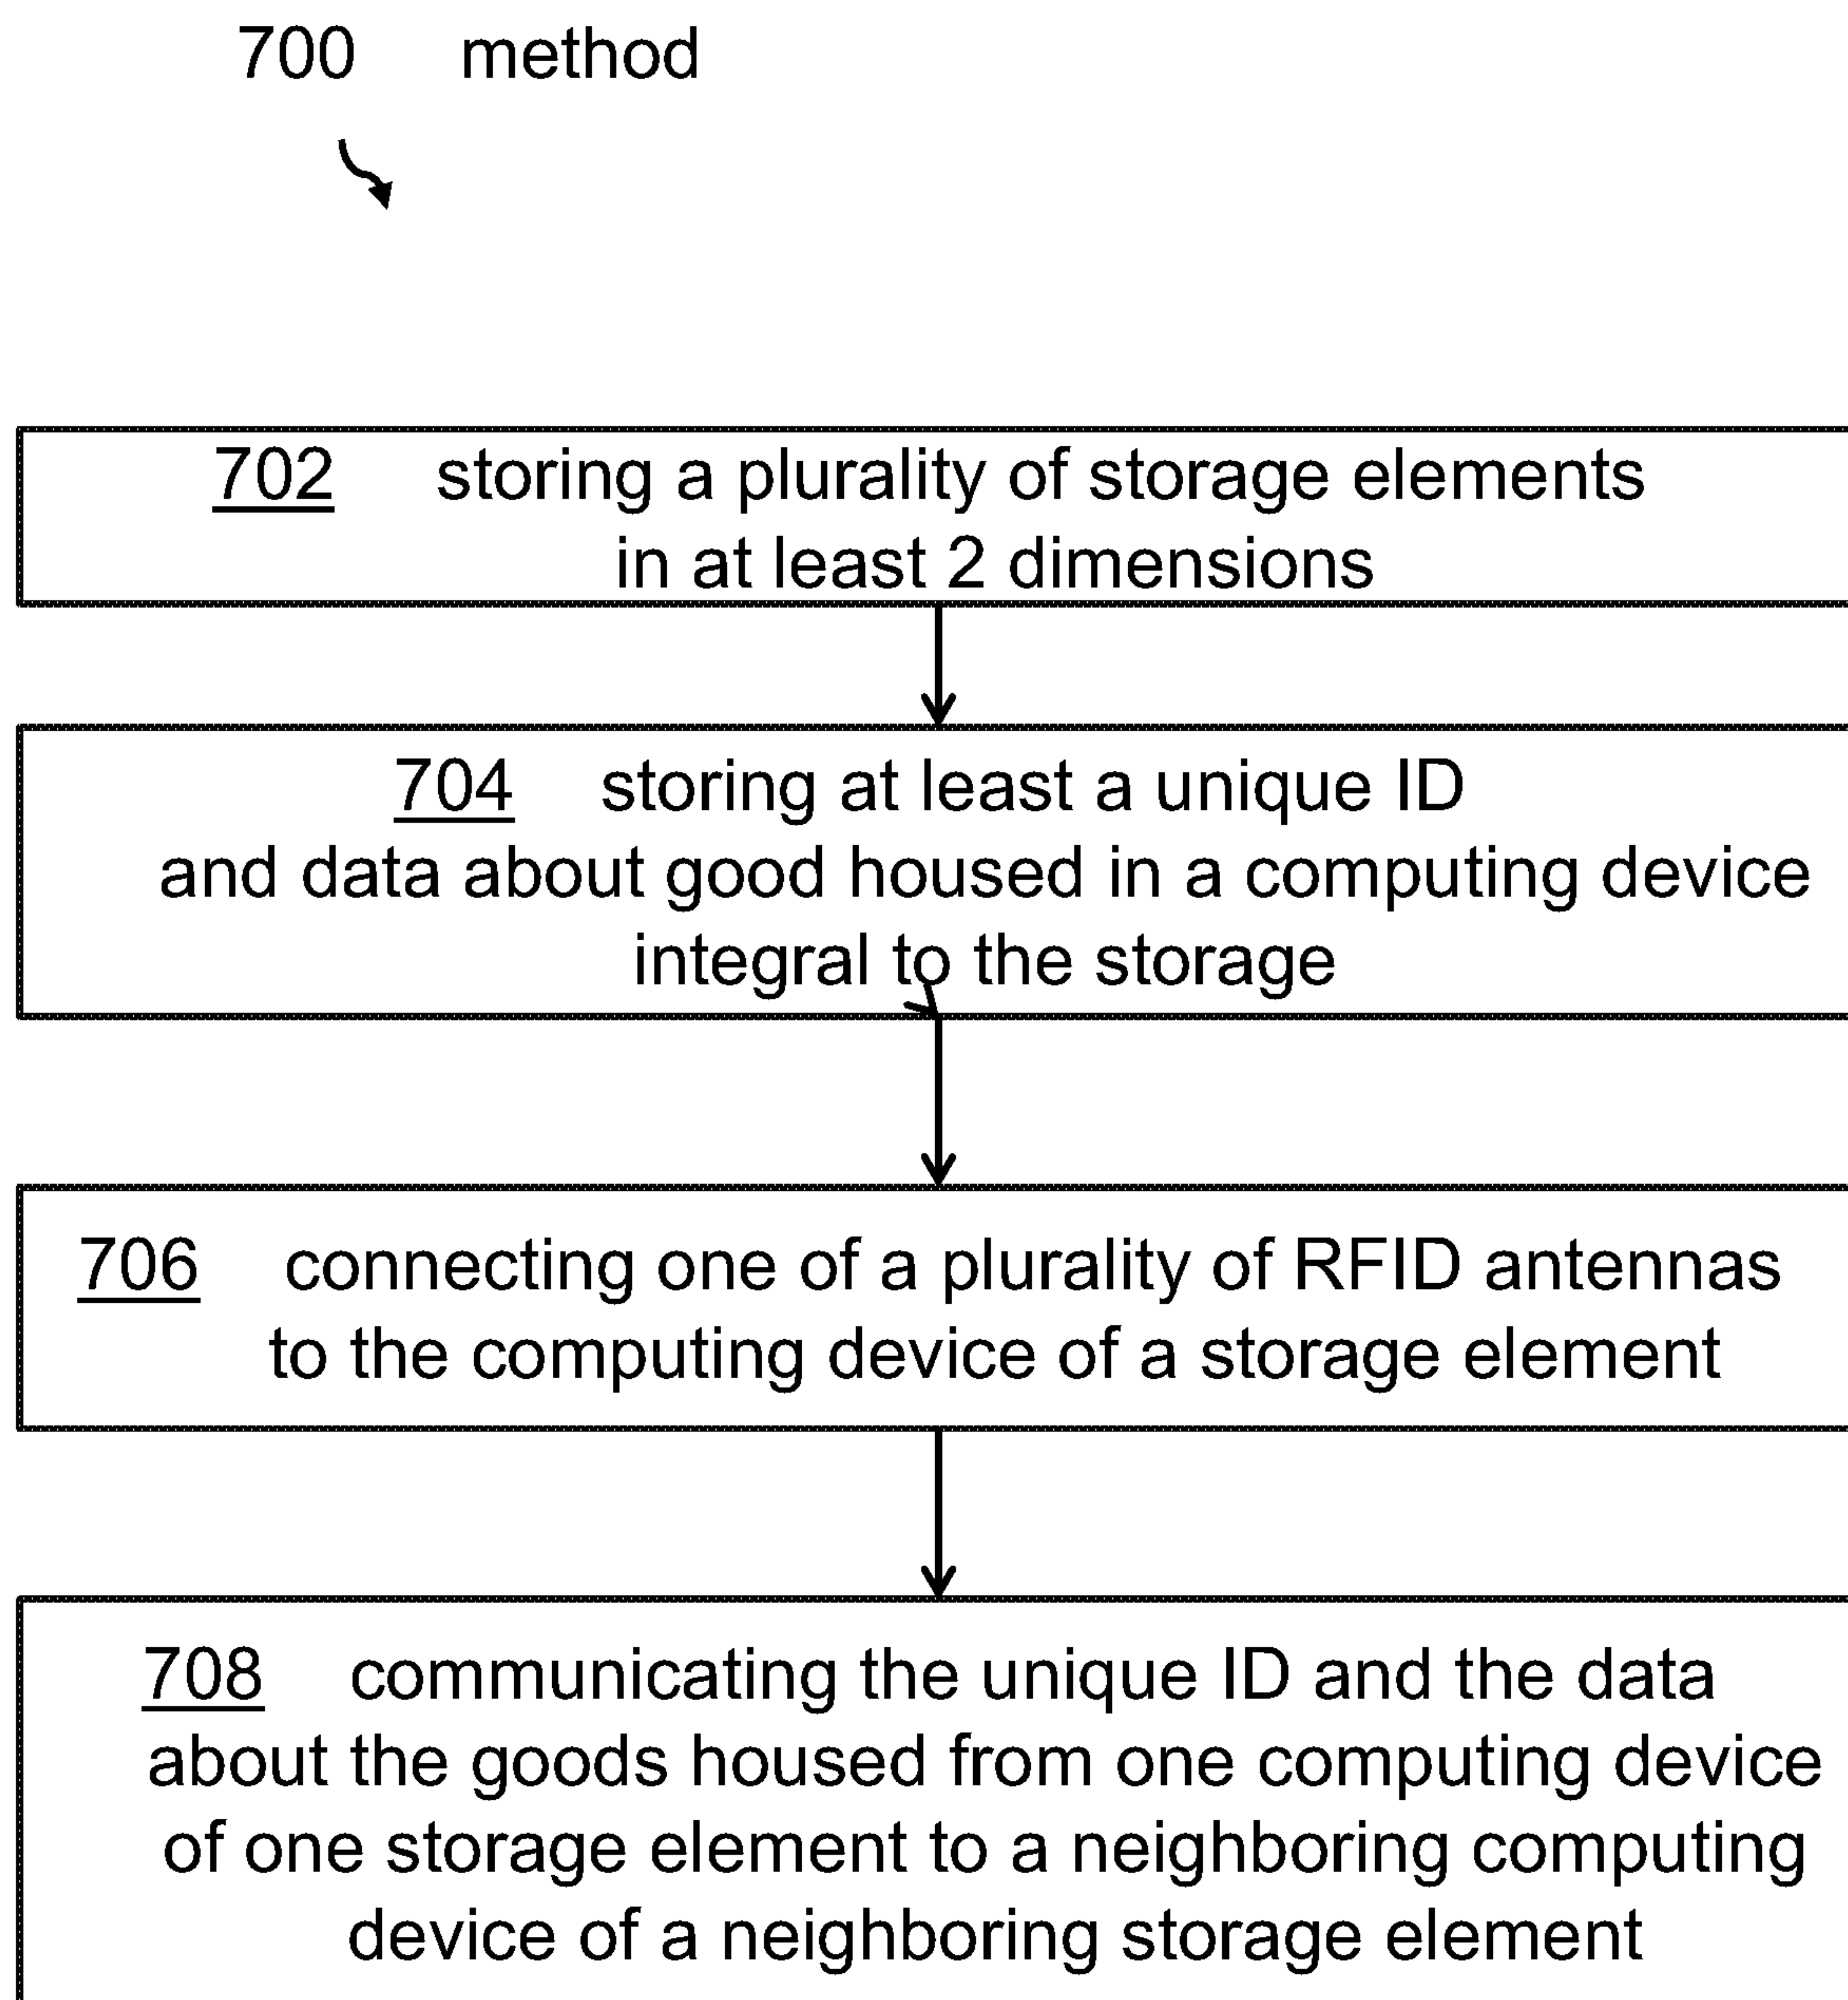 700 method
702 storing a plurality of storage elements
in at least 2 dimensions
704 storing at least a unique ID
and data about good housed in a computing device
integral to the storage
706 connecting one of a plurality of RFID antennas
to the computing device of a storage element
708 communicating the unique ID and the data
about the goods housed from one computing device
of one storage element to a neighboring computing
device of a neighboring storage element